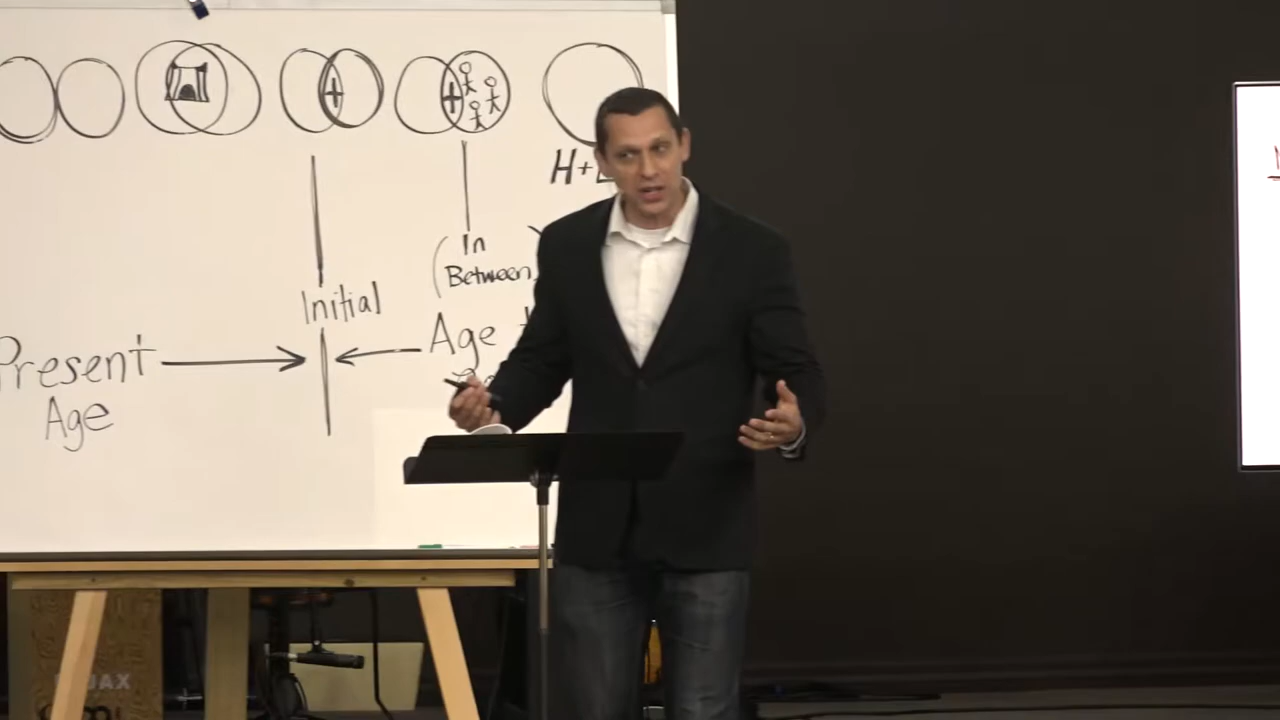 H+
In
Between
Initial
Age
Present
Age